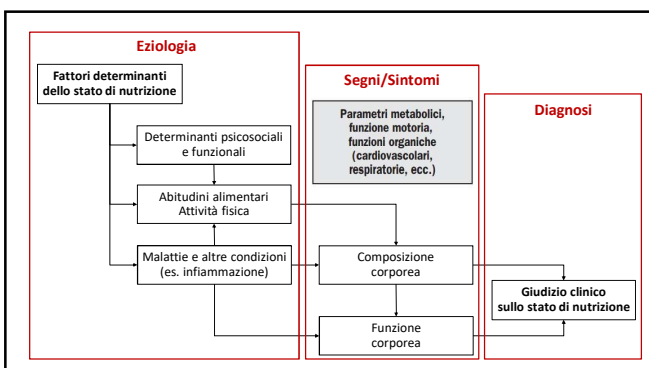 Eziologia
Fattori determinanti
dello stato di nutrizione
Determinanti psicosociali
e funzionali
Abitudini alimentari
Attività fisica
Malattie e altre condizioni
(es. infiammazione)
Segni/Sintomi
Parametri metabolici,
funzione motoria,
funzioni organiche
(cardiovascolari,
respiratorie, ecc.)
Composizione
corporea
Funzione
corporea
Diagnosi
Giudizio clinico
sullo stato di nutrizione